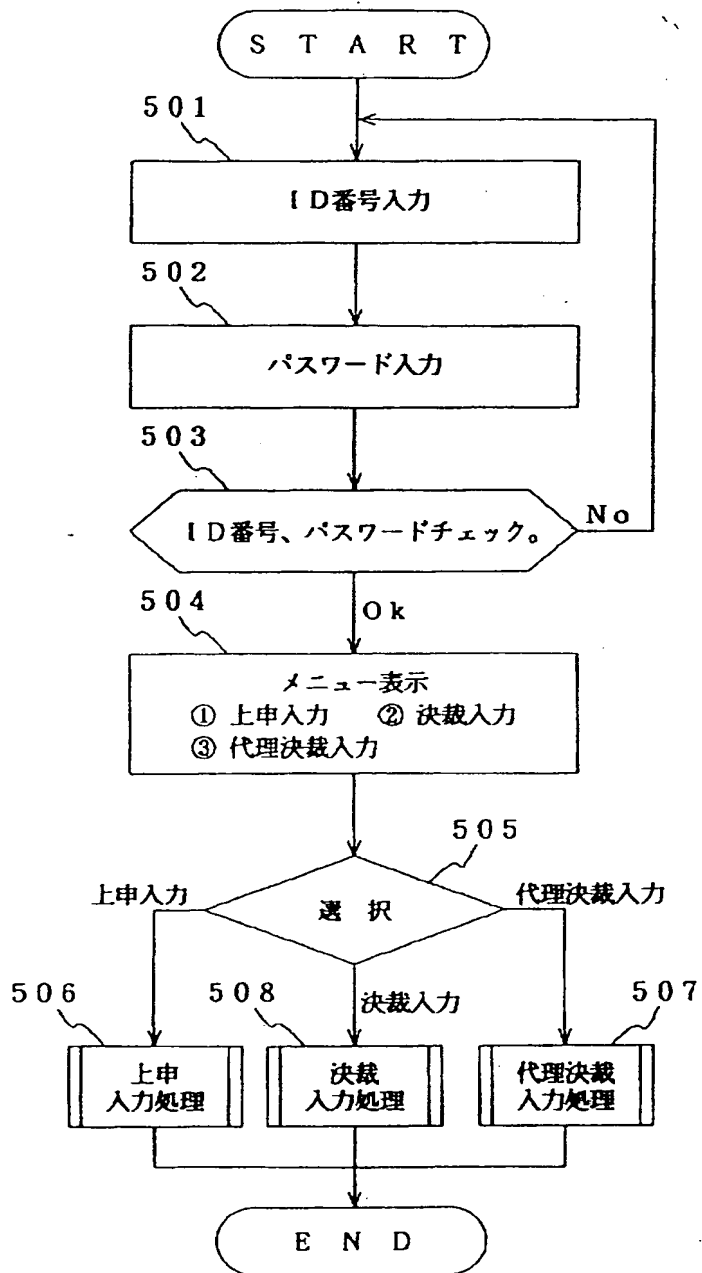 START
501
ID番号入力
502
パスワード入力
503
ID番号、パスワードチェック。
No
504
Ok
メニュー表示
① 上申入力 ② 決裁入力
③ 代理決裁入力
505
上申入力
選 択
代理決裁入力
506
508
決裁入力
507
上申
入力処理
決裁
入力処理
代理決裁
入力処理
END